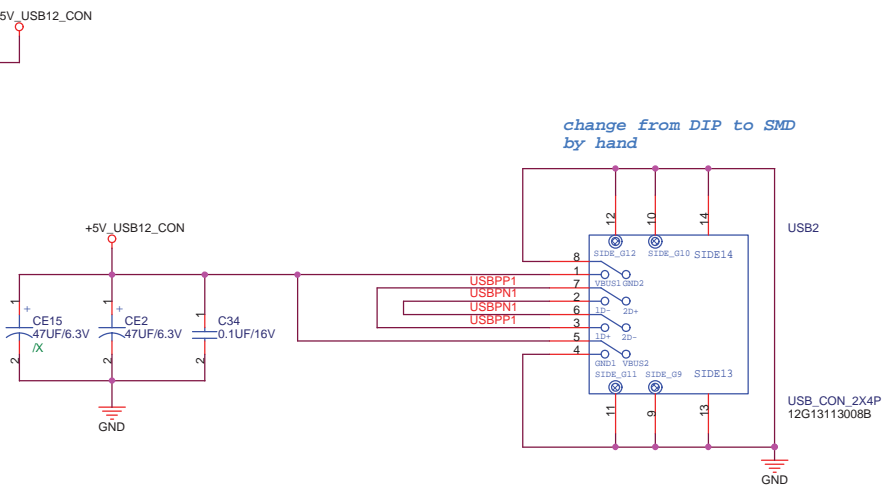 5V_USB12_CON
change from DIP to SMD
by hand
12
10
14
USB2
+5V_USB12_CON
SIDE_G12
SIDE_G10
SIDE14
8
1
VBUS1
GND2
USBPP1
7
USBPN1
2
1D-
2D+
USBPN1
6
USBPP1
3
1D+
2D-
5
4
GND1
VBUS2
SIDE_G11
SIDE_G9
SIDE13
1
+
CE15
47UF/6.3V
/X
2
1
+
CE2
47UF/6.3V
2
1
C34
0.1UF/16V
2
11
9
13
USB_CON_2X4P
12G13113008B
GND
GND